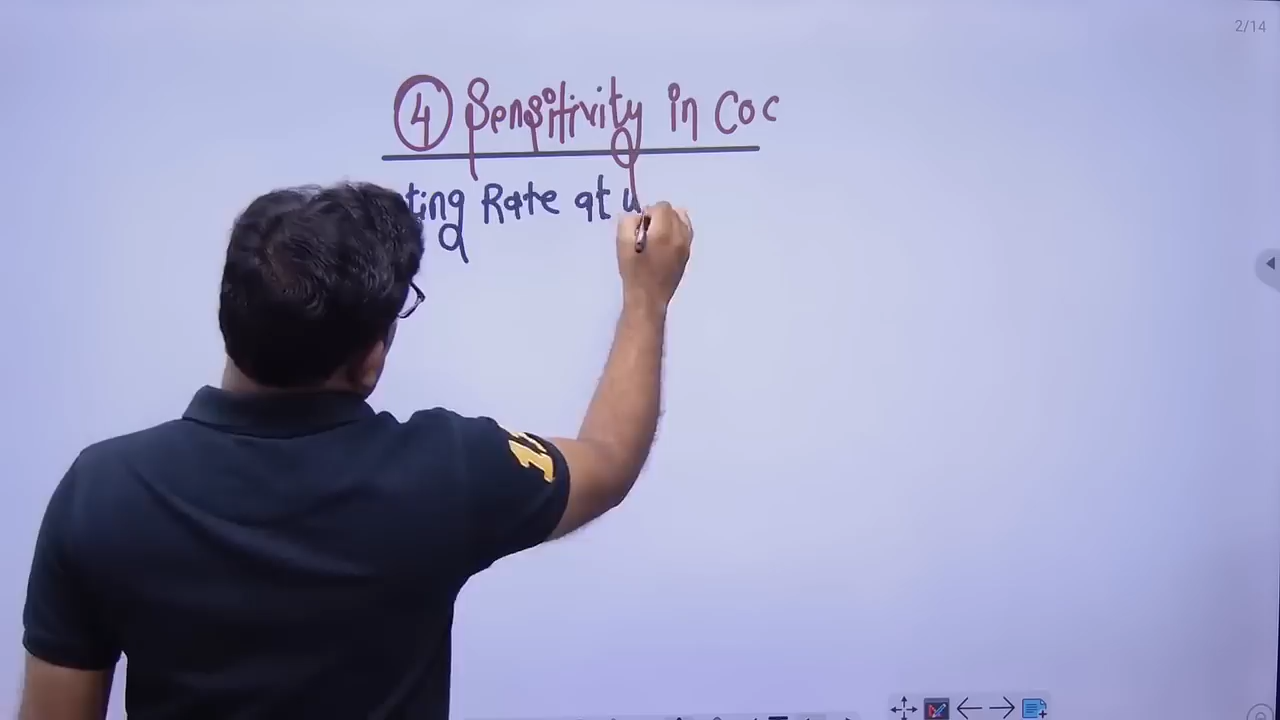 2/14
④ Sensitivity in CoC
ting Rate at